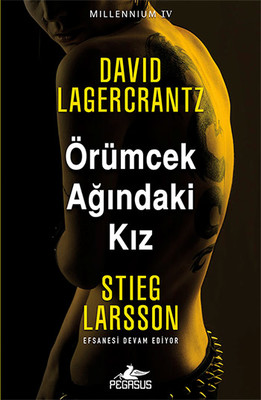 MILLENNIUM IV
DAVID
LAGERCRANTZ
Örümcek
Ağındaki
Kız
STIEG
LARSSON
EFSANESİ DEVAM EDİYOR
PEGASUS